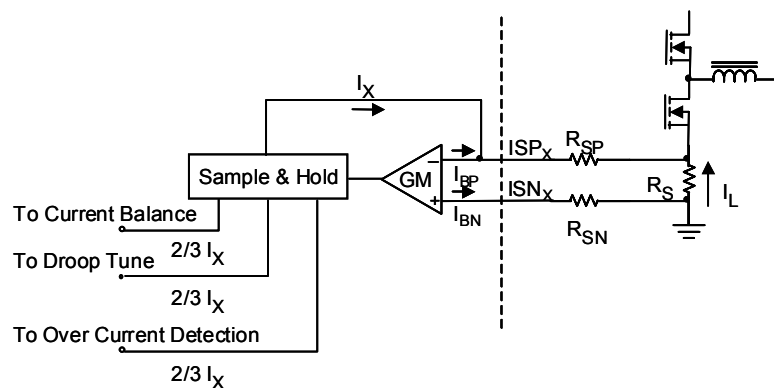 I_X
ISP_X
R_SP
Sample & Hold
GM
−
+
I_BP
I_BN
ISN_X
R_SN
R_S
I_L
To Current Balance
2/3 I_X
To Droop Tune
2/3 I_X
To Over Current Detection
2/3 I_X